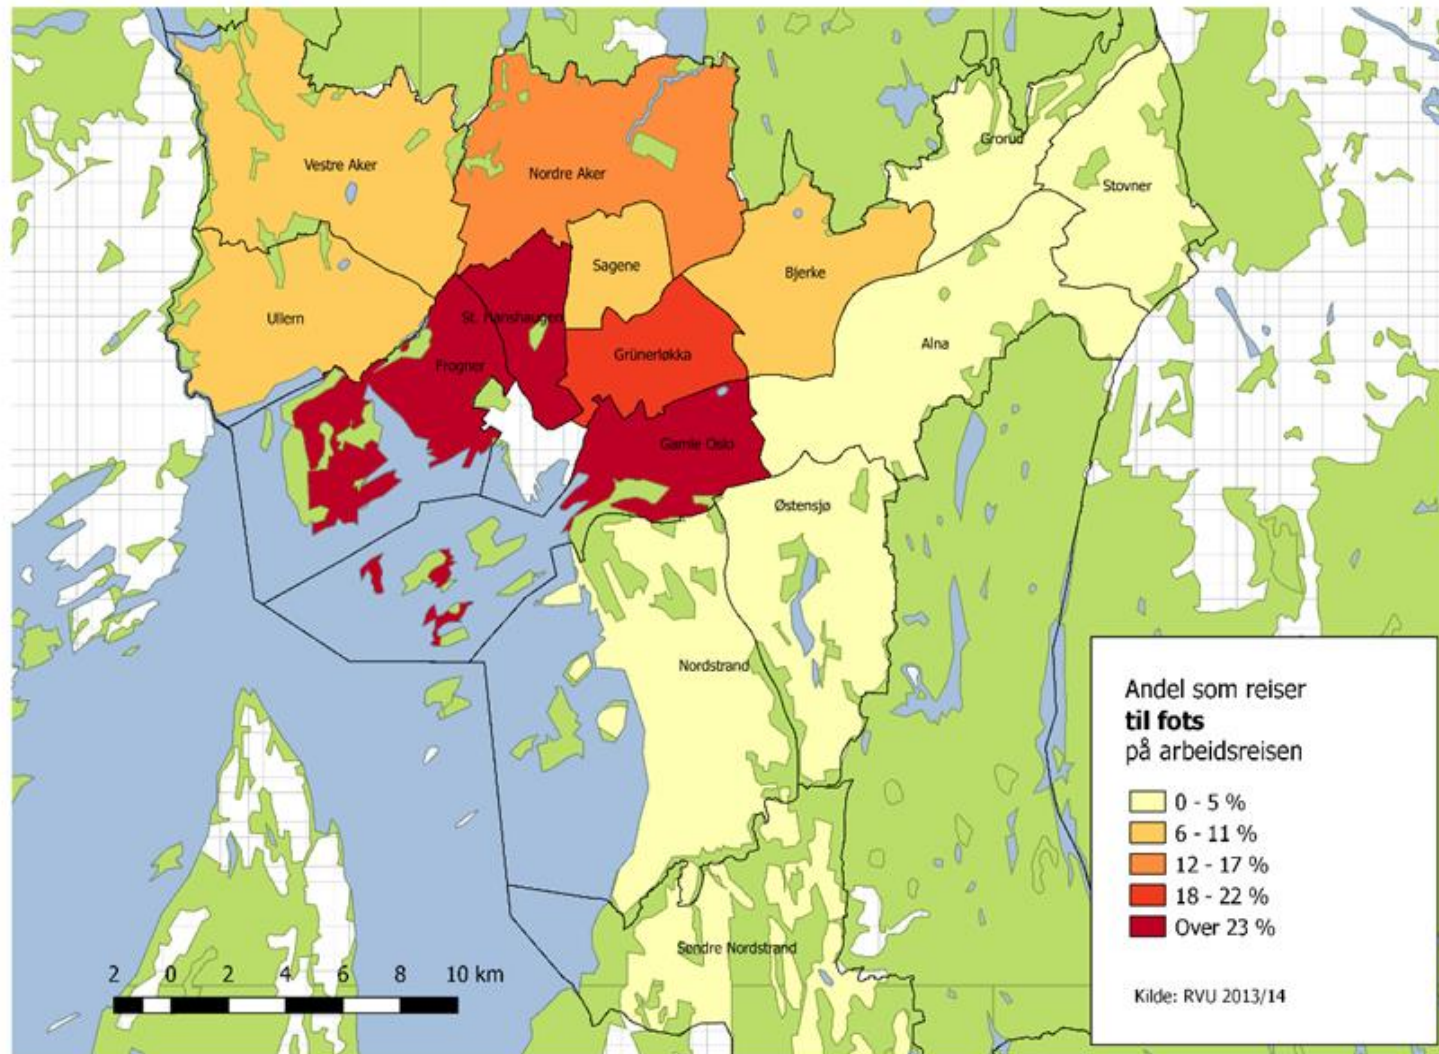 Grorud
Vestre Aker
Nordre Aker
Stovner
Sagene
Bjerke
Ullern
St. Hanshaugen
Alna
Grünerløkka
Frogner
Gamle Oslo
Østensjø
Nordstrand
Søndre Nordstrand
Andel som reiser
til fots
på arbeidsreisen
0 - 5 %
6 - 11 %
12 - 17 %
18 - 22 %
Over 23 %
Kilde: RVU 2013/14
2 0 2 4 6 8 10 km